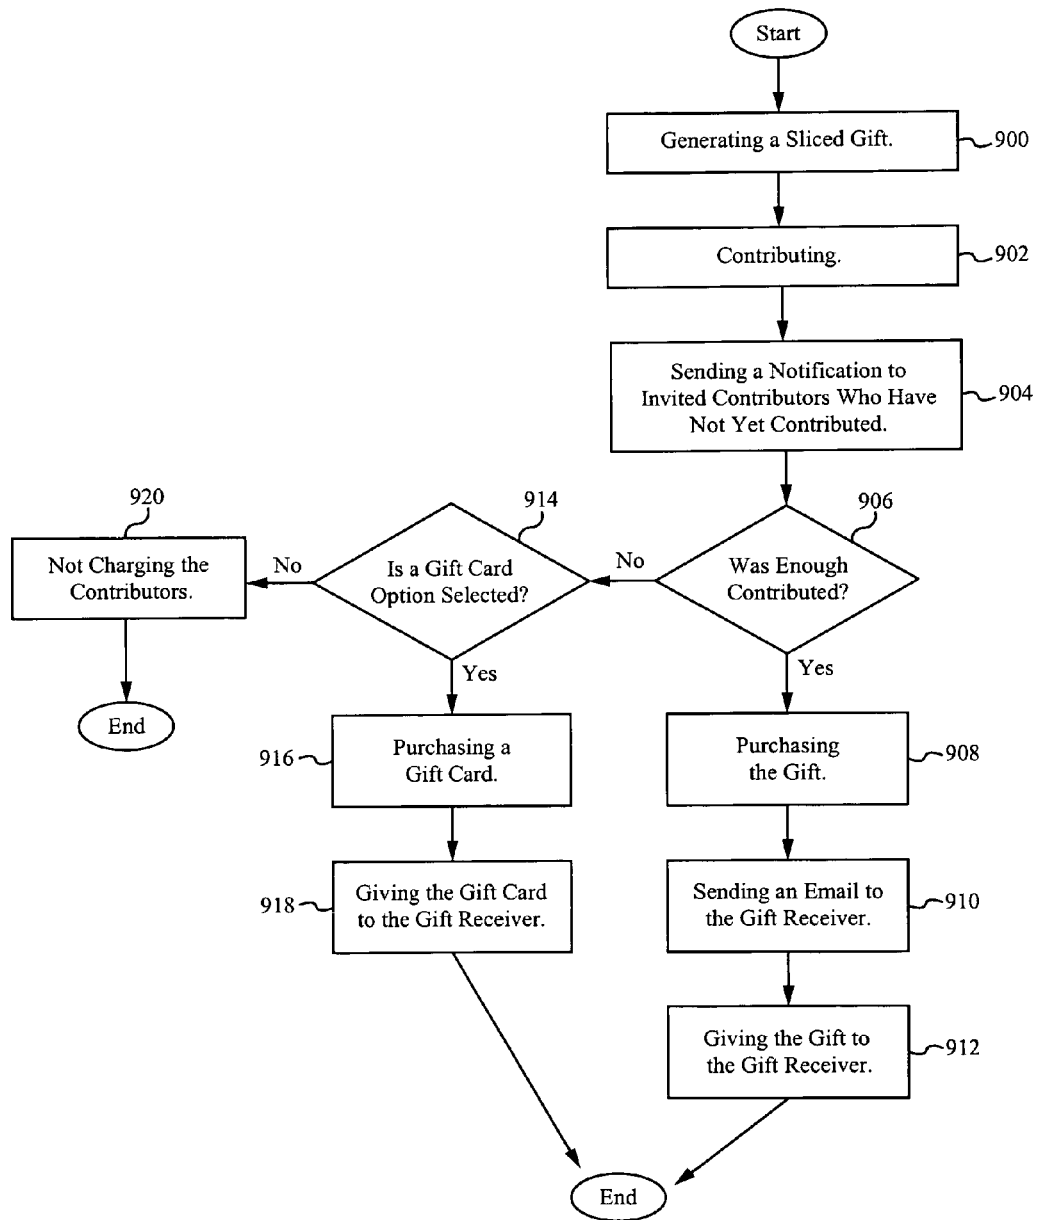 Start
Generating a Sliced Gift.
900
Contributing.
902
Sending a Notification to
Invited Contributors Who Have
Not Yet Contributed.
904
906
Was Enough
Contributed?
No
Yes
914
Is a Gift Card
Option Selected?
No
Yes
920
Not Charging the
Contributors.
End
916
Purchasing a
Gift Card.
918
Giving the Gift Card
to the Gift Receiver.
Purchasing
the Gift.
908
Sending an Email to
the Gift Receiver.
910
Giving the Gift to
the Gift Receiver.
912
End